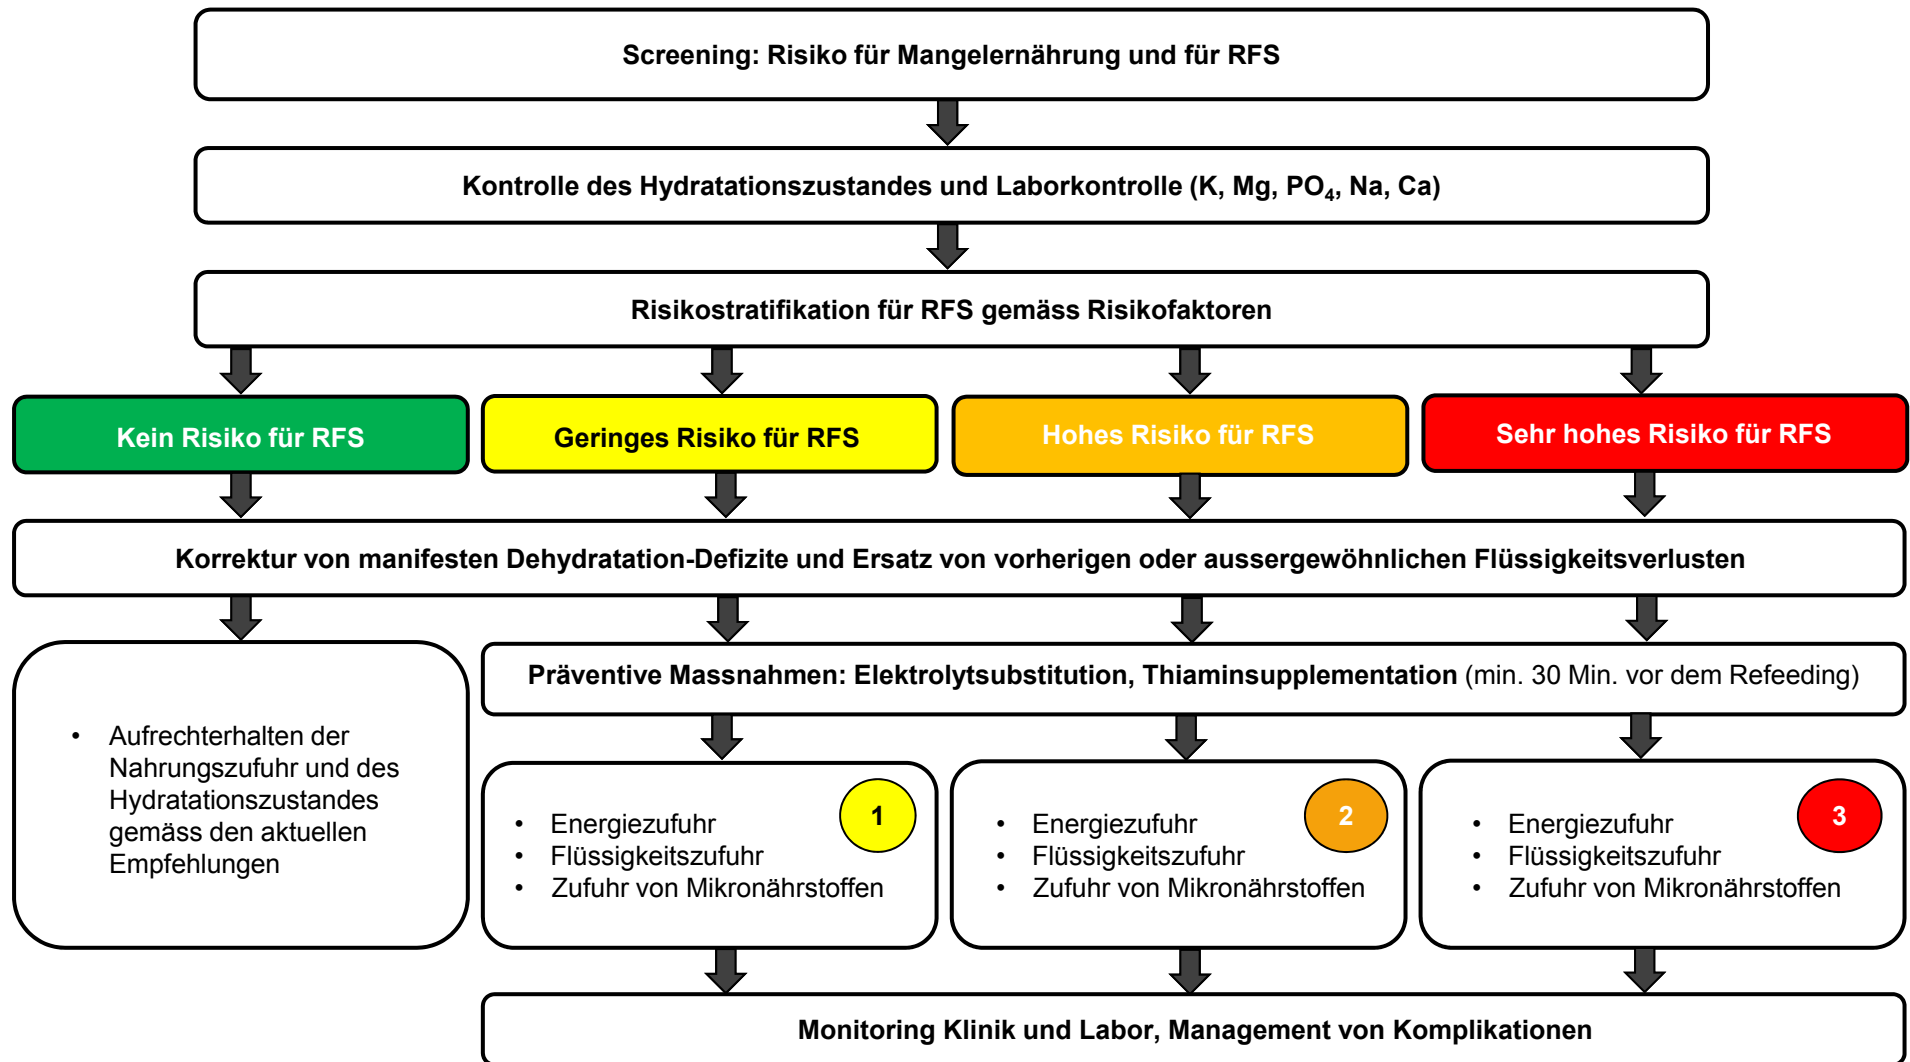 Screening: Risiko für Mangelernährung und für RFS
Kontrolle des Hydratationszustandes und Laborkontrolle (K, Mg, PO₄, Na, Ca)
Risikostratifikation für RFS gemäss Risikofaktoren
Kein Risiko für RFS
Geringes Risiko für RFS
Hohes Risiko für RFS
Sehr hohes Risiko für RFS
Korrektur von manifesten Dehydratation-Defizite und Ersatz von vorherigen oder aussergewöhnlichen Flüssigkeitsverlusten
• Aufrechterhalten der
Nahrungszufuhr und des
Hydratationszustandes
gemäss den aktuellen
Empfehlungen
Präventive Massnahmen: Elektrolytsubstitution, Thiaminsupplementation (min. 30 Min. vor dem Refeeding)
1
• Energiezufuhr
• Flüssigkeitszufuhr
• Zufuhr von Mikronährstoffen
2
• Energiezufuhr
• Flüssigkeitszufuhr
• Zufuhr von Mikronährstoffen
3
• Energiezufuhr
• Flüssigkeitszufuhr
• Zufuhr von Mikronährstoffen
Monitoring Klinik und Labor, Management von Komplikationen